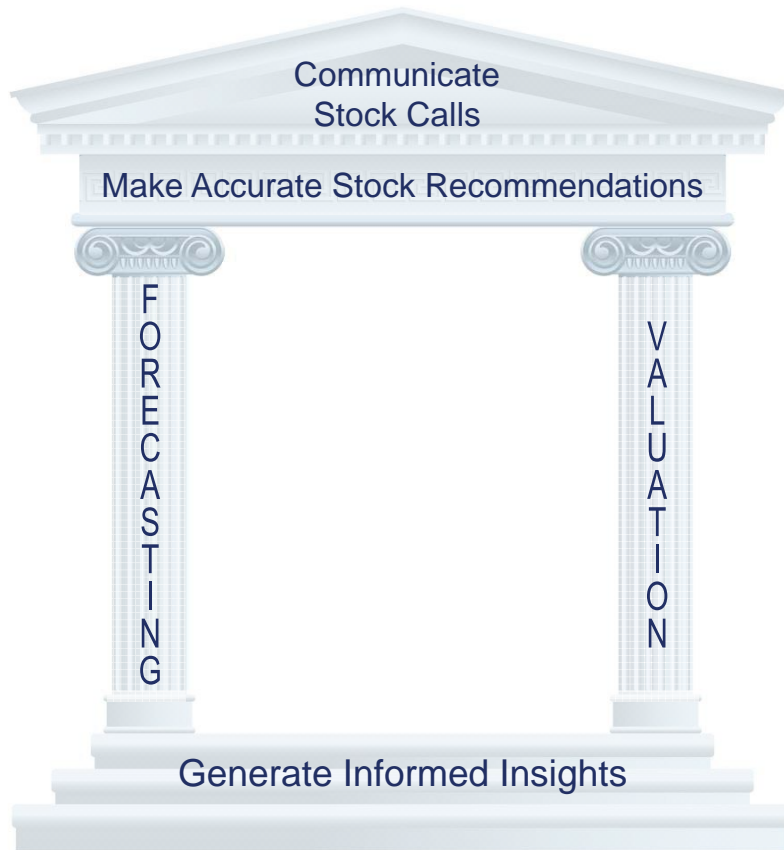 Communicate
Stock Calls
Make Accurate Stock Recommendations
FORECASTING
VALUATION
Generate Informed Insights